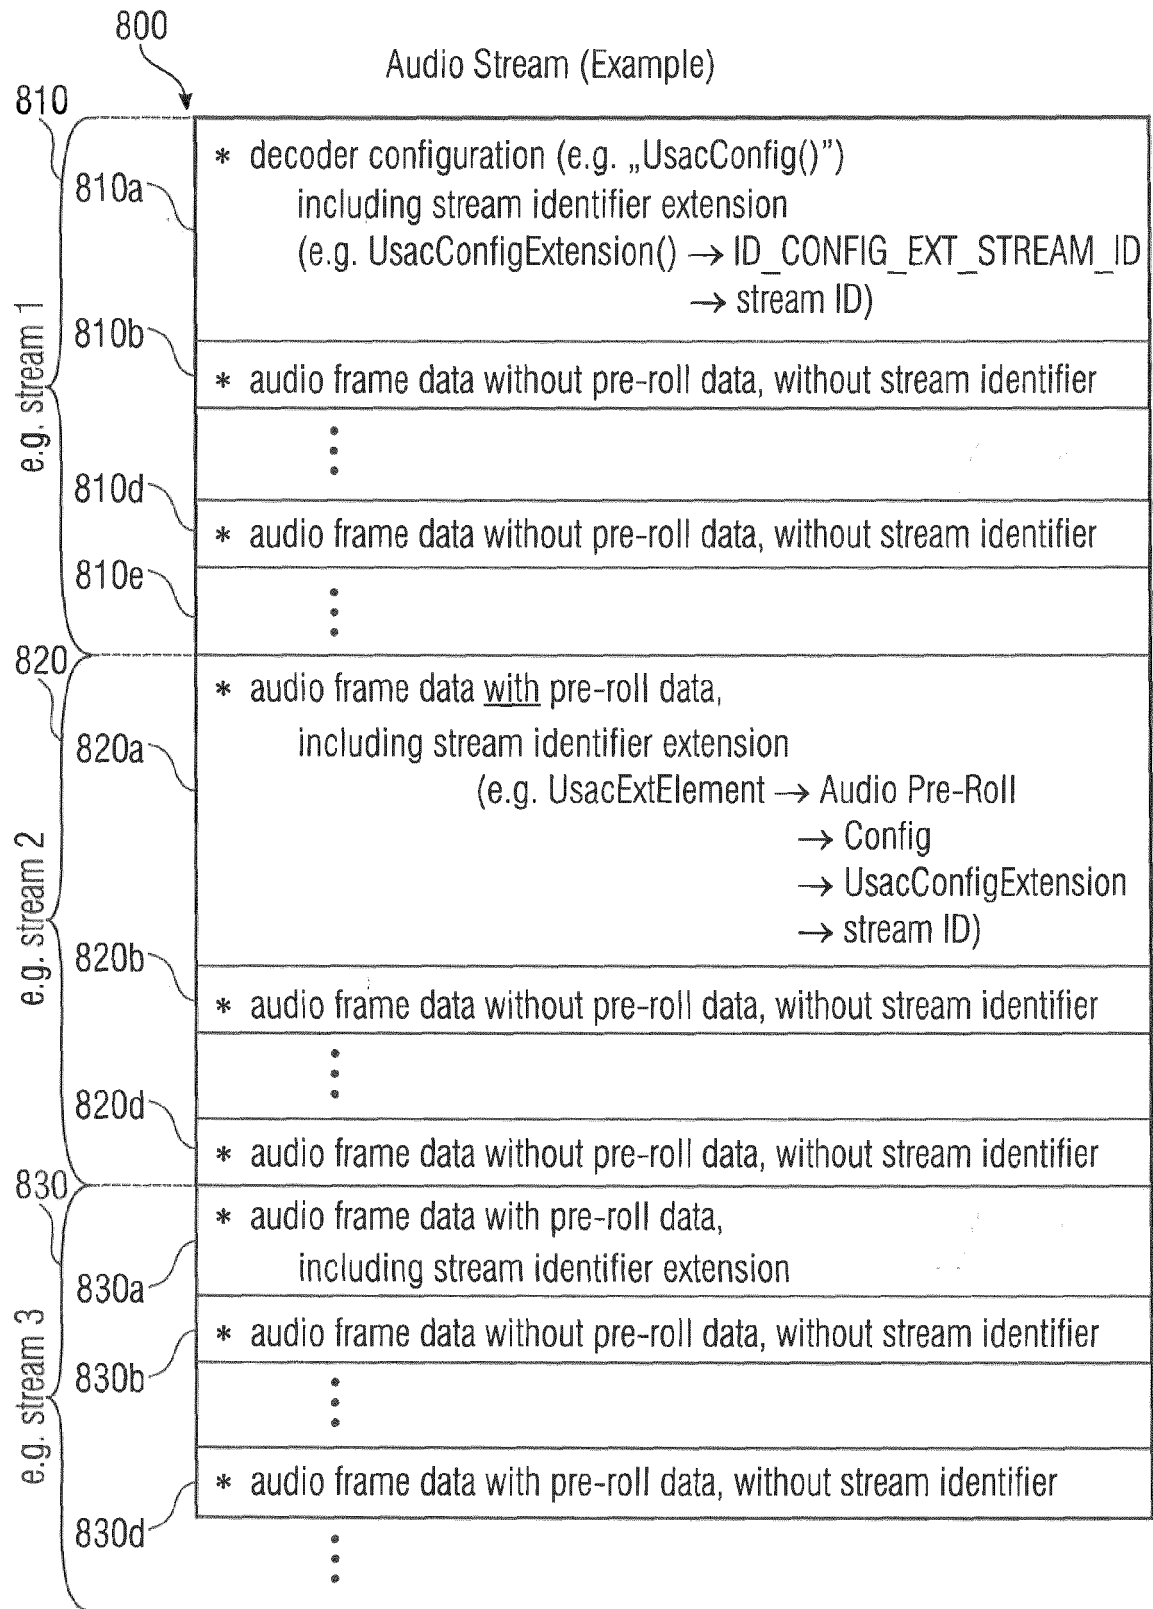 800
Audio Stream (Example)
810
* decoder configuration (e.g. „UsacConfig()”)
810a
including stream identifier extension
(e.g. UsacConfigExtension() → ID_CONFIG_EXT_STREAM_ID
→ stream ID)
e.g. stream 1
810b
* audio frame data without pre-roll data, without stream identifier
810d
* audio frame data without pre-roll data, without stream identifier
810e
820
* audio frame data with pre-roll data,
820a
including stream identifier extension
(e.g. UsacExtElement → Audio Pre-Roll
→ Config
→ UsacConfigExtension
→ stream ID)
e.g. stream 2
820b
* audio frame data without pre-roll data, without stream identifier
820d
* audio frame data without pre-roll data, without stream identifier
830
* audio frame data with pre-roll data,
830a
including stream identifier extension
* audio frame data without pre-roll data, without stream identifier
830b
e.g. stream 3
* audio frame data with pre-roll data, without stream identifier
830d